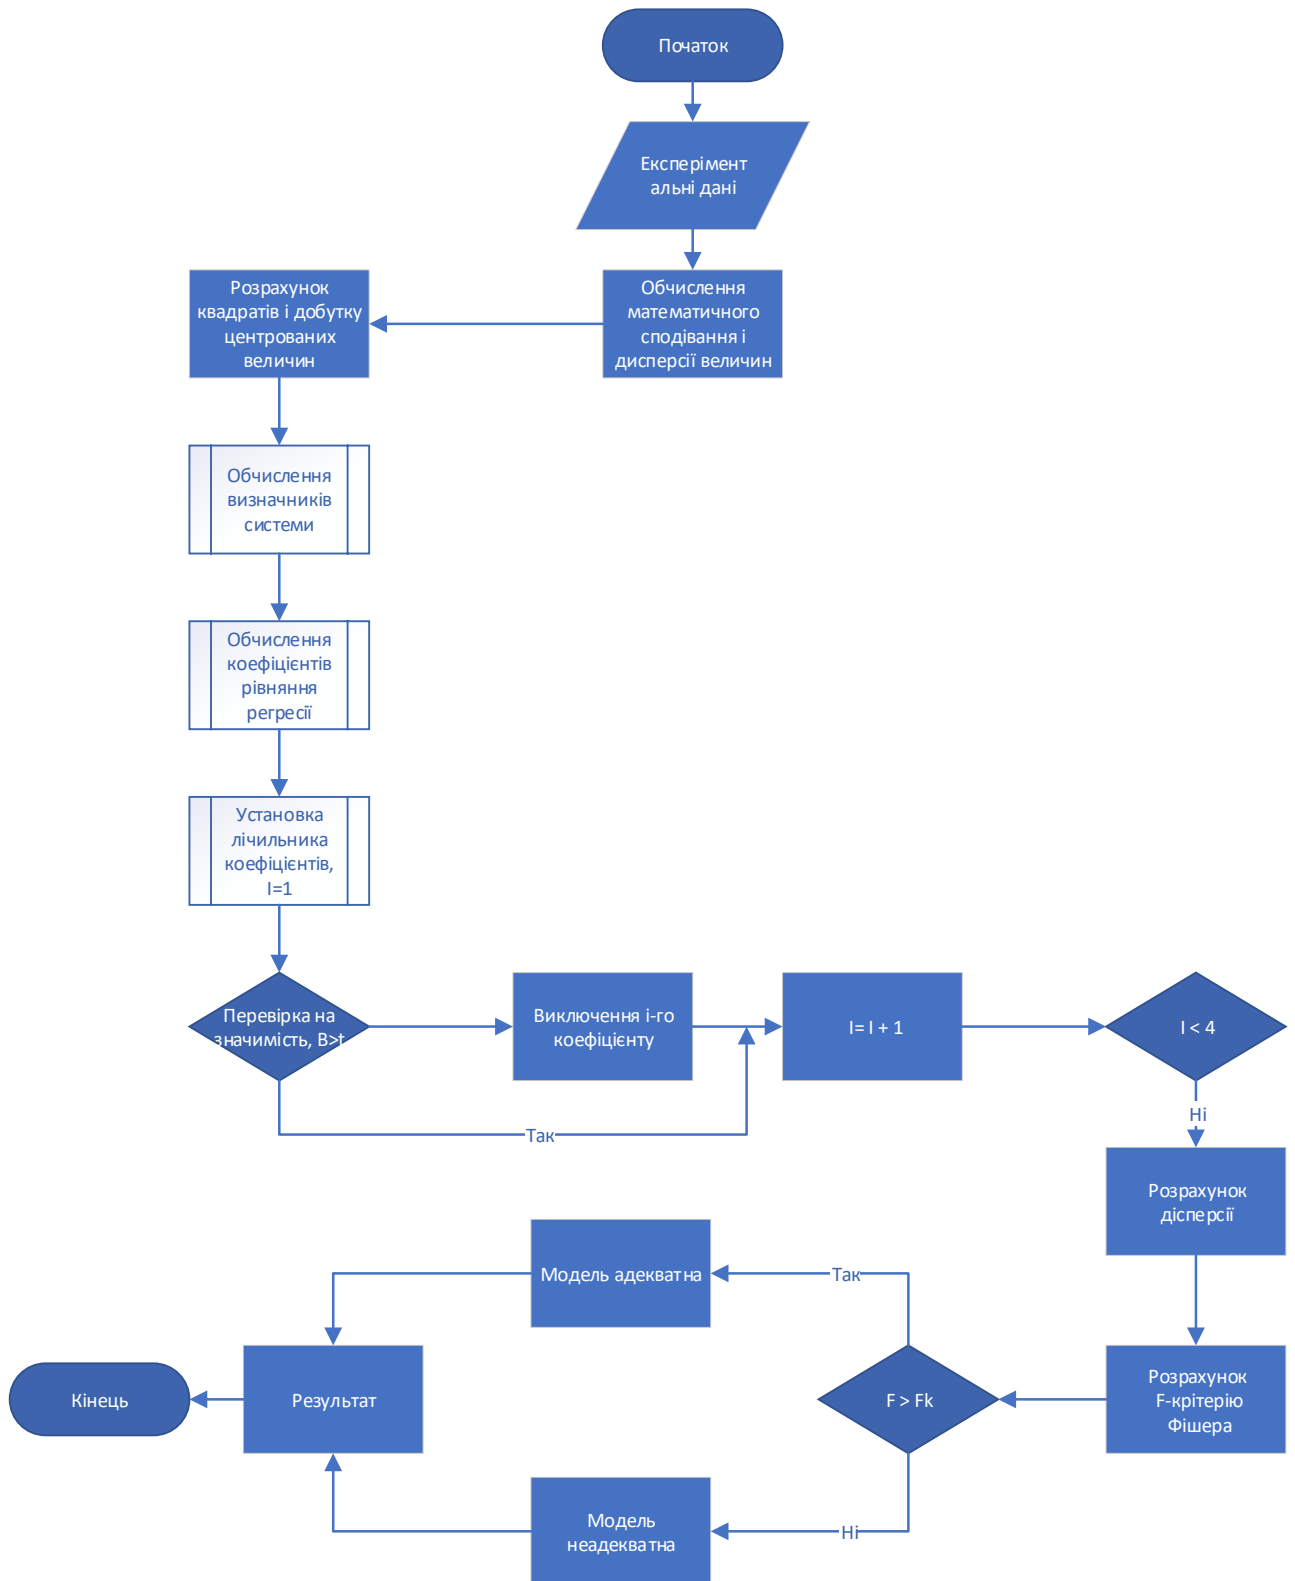 Початок
Експерімент
альні дані
Обчислення
математичного
сподівання і
дисперсії величин
Розрахунок
квадратів і добутку
центрованих
величин
Обчислення
визначників
системи
Обчислення
коефіцієнтів
рівняння
регресії
Установка
лічильника
коефіцієнтів,
І=1
Перевірка на
значимість, B>t
Виключення і-го
коефіцієнту
І= І + 1
І < 4
Так
Ні
Розрахунок
дісперсії
Розрахунок
F-крітерію
Фішера
F > Fk
Так
Модель адекватна
Ні
Модель
неадекватна
Результат
Кінець